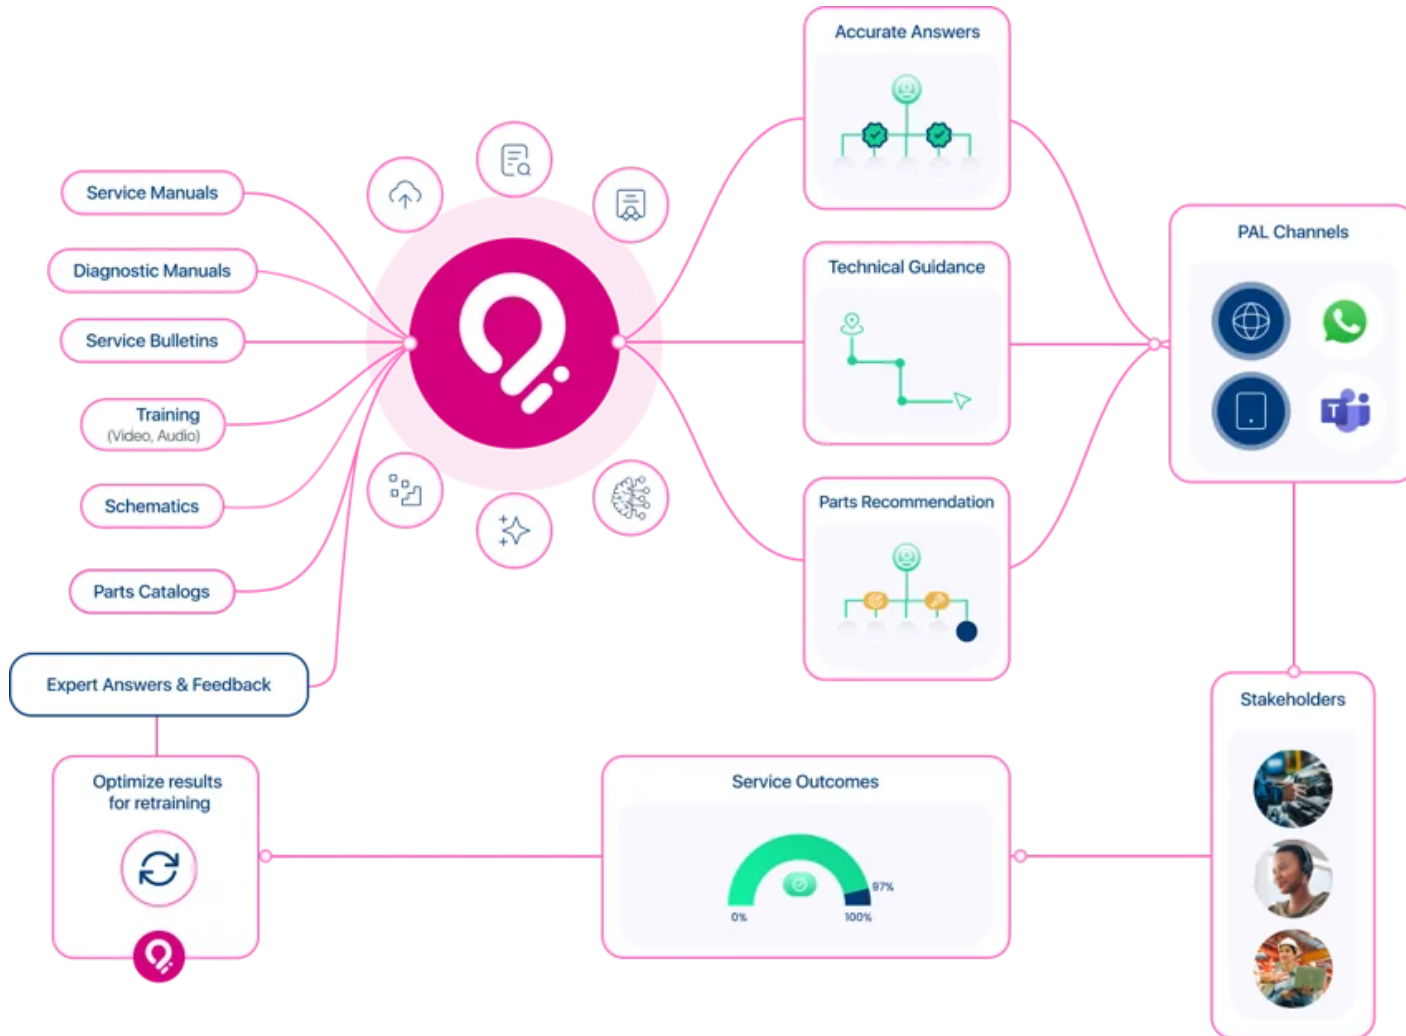 Accurate Answers
Service Manuals
Diagnostic Manuals
Service Bulletins
Training
(Video, Audio)
Schematics
Parts Catalogs
Expert Answers & Feedback
Technical Guidance
Parts Recommendation
PAL Channels
T
Stakeholders
Service Outcomes
97%
0%
100%
Optimize results
for retraining